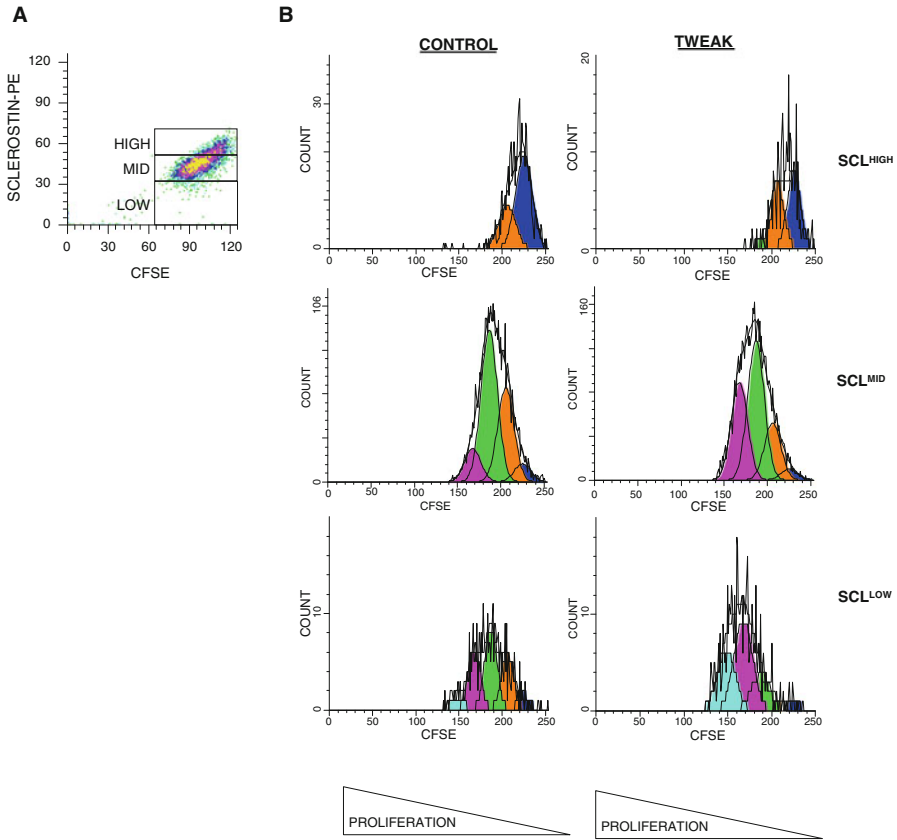 A
B
CONTROL
TWEAK
SCLEROSTIN-PE
120
90
60
30
0
HIGH
MID
LOW
0 30 60 90 120
CFSE
COUNT
30
0
0 50 100 150 200 250
CFSE
COUNT
20
10
0
0 50 100 150 200 250
CFSE
SCLHIGH
COUNT
106
0
0 50 100 150 200 250
CFSE
COUNT
160
0
0 50 100 150 200 250
CFSE
SCLMID
COUNT
10
0
0 50 100 150 200 250
CFSE
COUNT
10
0
0 50 100 150 200 250
CFSE
SCLLOW
PROLIFERATION
PROLIFERATION